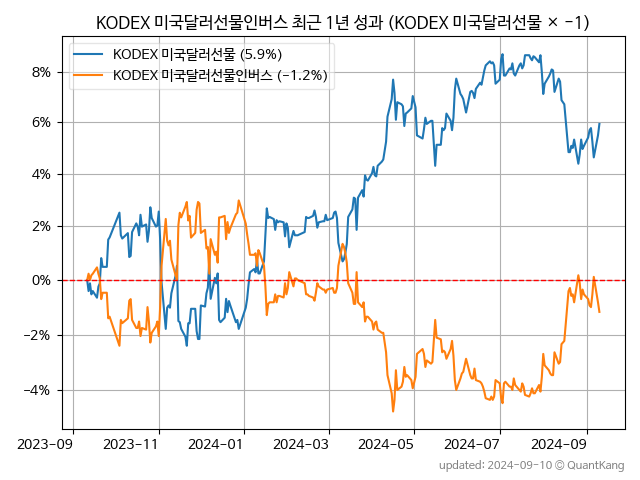 KODEX 미국달러선물인버스 최근 1년 성과 (KODEX 미국달러선물 × −1)
KODEX 미국달러선물 (5.9%)
KODEX 미국달러선물인버스 (−1.2%)
8%
6%
4%
2%
0%
−2%
−4%
2023-09 2023-11 2024-01 2024-03 2024-05 2024-07 2024-09
updated: 2024-09-10 © QuantKang